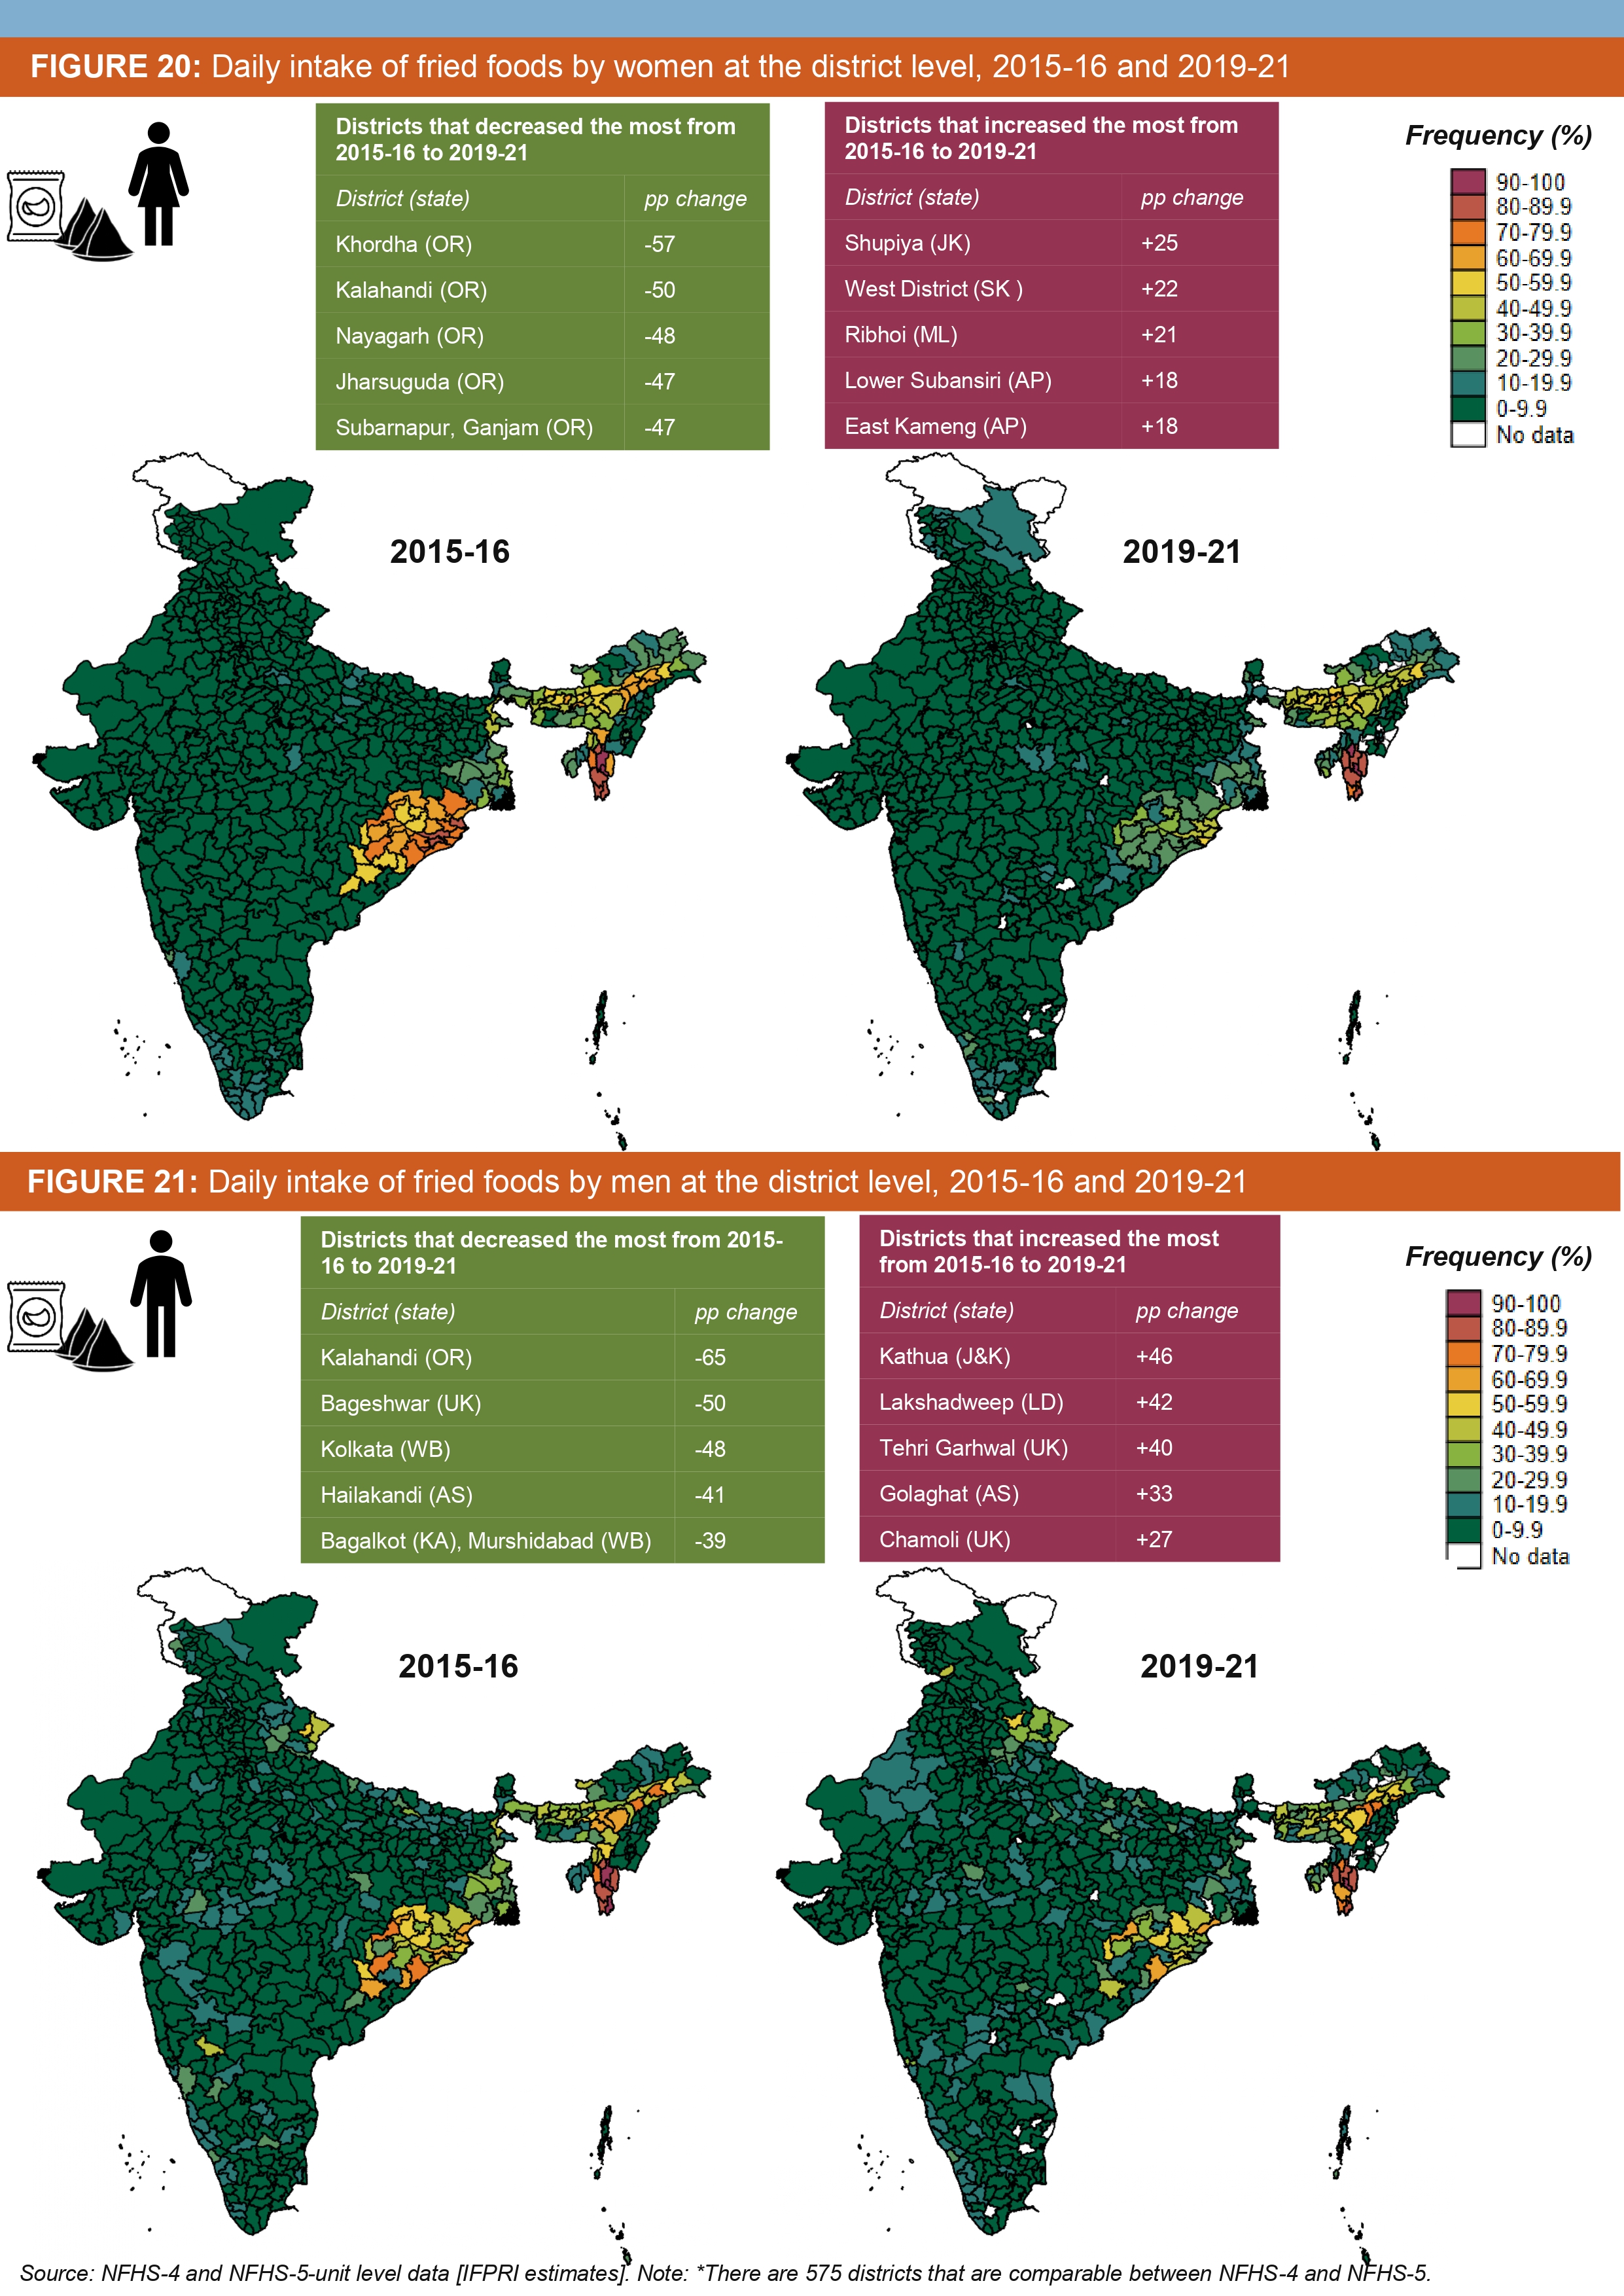 FIGURE 20: Daily intake of fried foods by women at the district level, 2015-16 and 2019-21
Districts that decreased the most from
2015-16 to 2019-21
District (state) pp change
Khordha (OR) -57
Kalahandi (OR) -50
Nayagarh (OR) -48
Jharsuguda (OR) -47
Subarnapur, Ganjam (OR) -47
Districts that increased the most from
2015-16 to 2019-21
District (state) pp change
Shupiya (JK) +25
West District (SK ) +22
Ribhoi (ML) +21
Lower Subansiri (AP) +18
East Kameng (AP) +18
Frequency (%)
90-100
80-89.9
70-79.9
60-69.9
50-59.9
40-49.9
30-39.9
20-29.9
10-19.9
0-9.9
No data
2015-16
2019-21
FIGURE 21: Daily intake of fried foods by men at the district level, 2015-16 and 2019-21
Districts that decreased the most from 2015-
16 to 2019-21
District (state) pp change
Kalahandi (OR) -65
Bageshwar (UK) -50
Kolkata (WB) -48
Hailakandi (AS) -41
Bagalkot (KA), Murshidabad (WB) -39
Districts that increased the most
from 2015-16 to 2019-21
District (state) pp change
Kathua (J&K) +46
Lakshadweep (LD) +42
Tehri Garhwal (UK) +40
Golaghat (AS) +33
Chamoli (UK) +27
Frequency (%)
90-100
80-89.9
70-79.9
60-69.9
50-59.9
40-49.9
30-39.9
20-29.9
10-19.9
0-9.9
No data
2015-16
2019-21
Source: NFHS-4 and NFHS-5-unit level data [IFPRI estimates]. Note: *There are 575 districts that are comparable between NFHS-4 and NFHS-5.